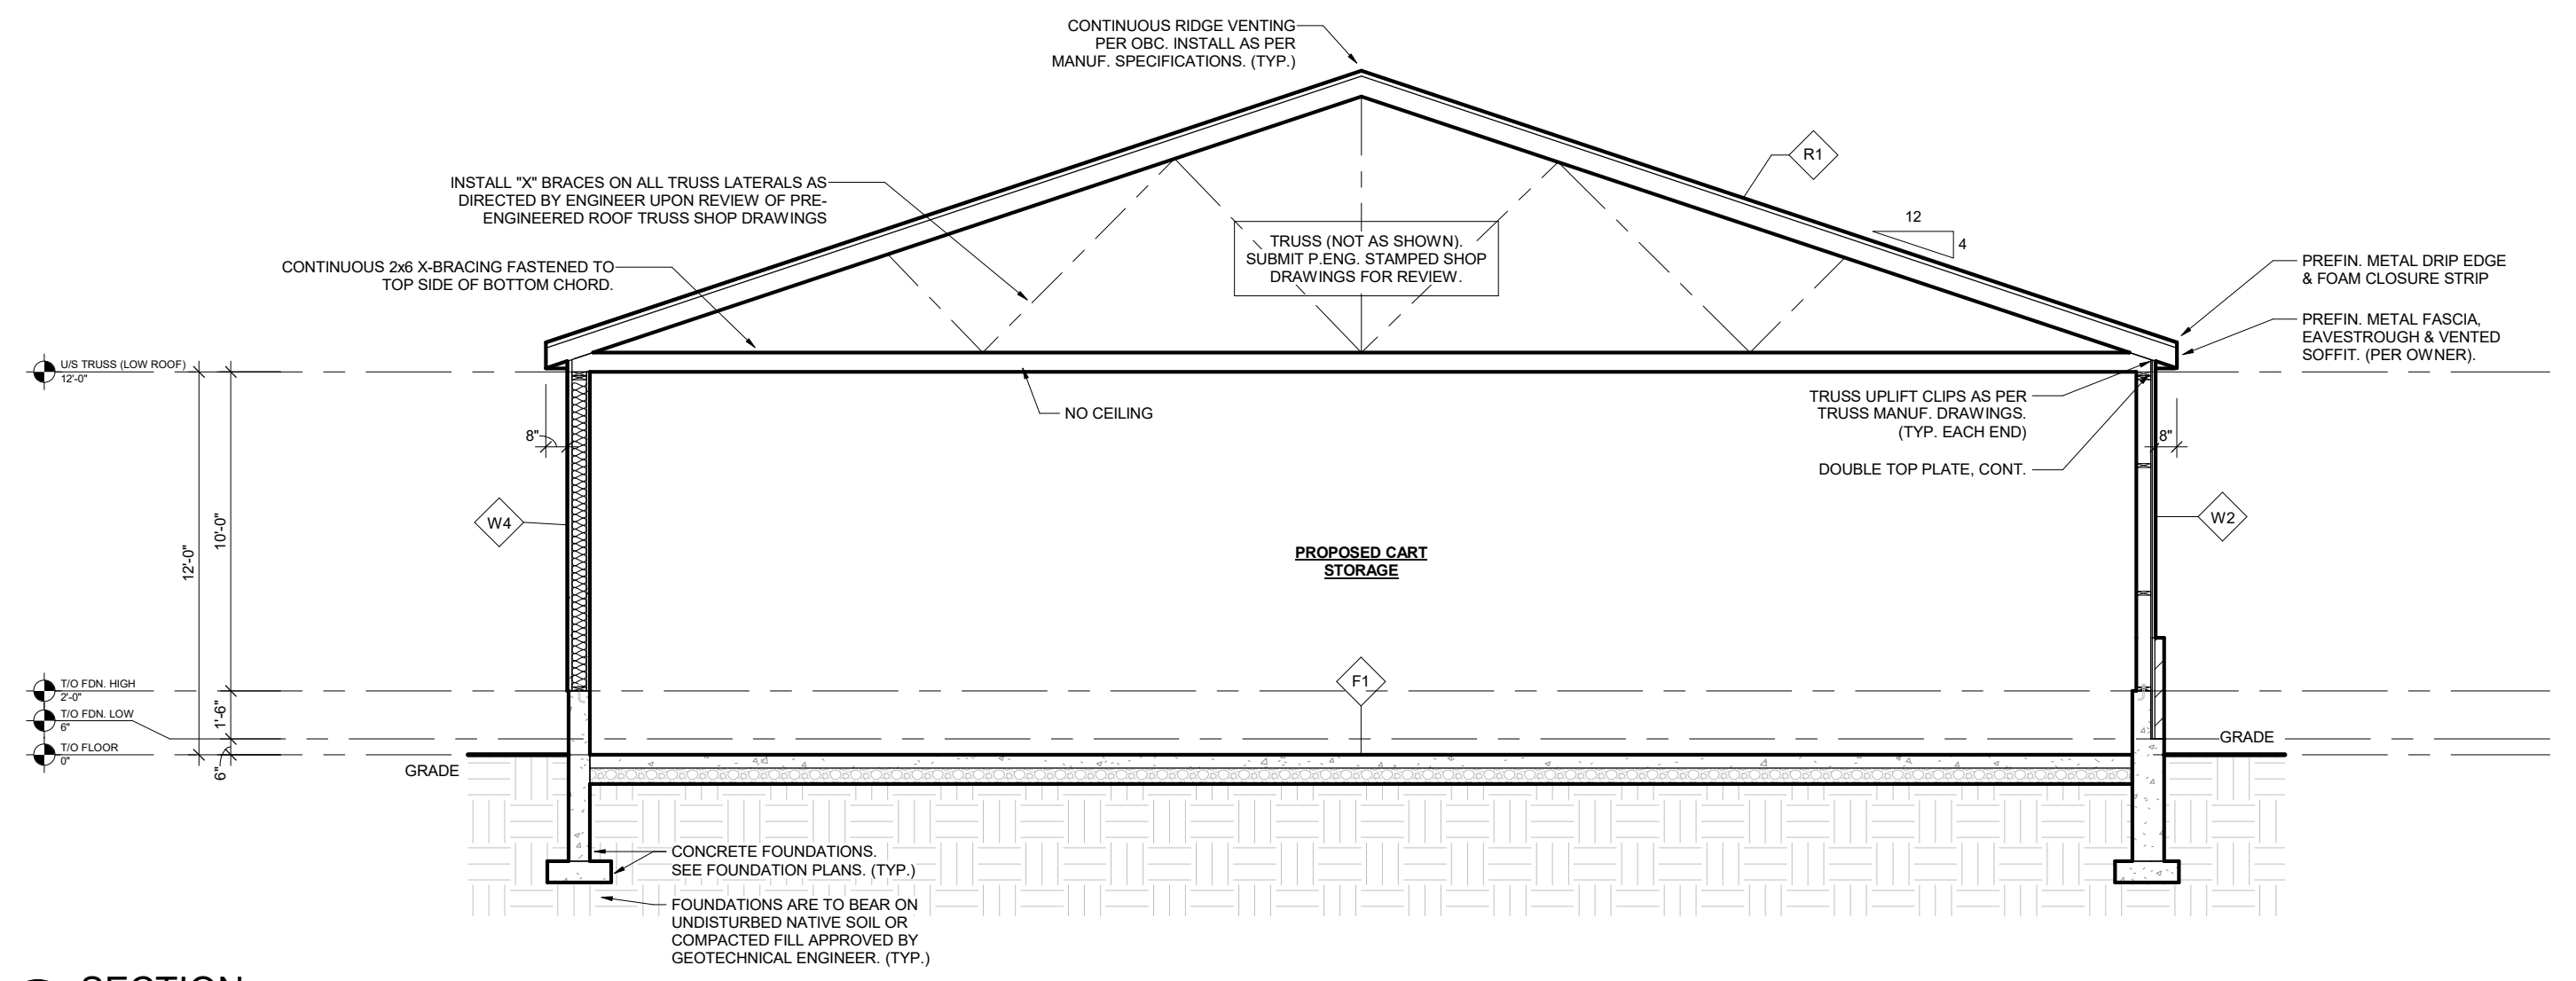 CONTINUOUS RIDGE VENTING
PER OBC. INSTALL AS PER
MANUF. SPECIFICATIONS. (TYP.)
R1
INSTALL "X" BRACES ON ALL TRUSS LATERALS AS
DIRECTED BY ENGINEER UPON REVIEW OF PRE-
ENGINEERED ROOF TRUSS SHOP DRAWINGS
12
4
TRUSS (NOT AS SHOWN).
SUBMIT P.ENG. STAMPED SHOP
DRAWINGS FOR REVIEW.
CONTINUOUS 2x6 X-BRACING FASTENED TO
TOP SIDE OF BOTTOM CHORD.
PREFIN. METAL DRIP EDGE
& FOAM CLOSURE STRIP
PREFIN. METAL FASCIA,
EAVESTROUGH & VENTED
SOFFIT. (PER OWNER).
U/S TRUSS (LOW ROOF)
12'-0"
NO CEILING
TRUSS UPLIFT CLIPS AS PER
TRUSS MANUF. DRAWINGS.
(TYP. EACH END)
8"
8"
DOUBLE TOP PLATE, CONT.
W4
W2
12'-0"
10'-0"
PROPOSED CART
STORAGE
T/O FDN. HIGH
2'-0"
T/O FDN. LOW
6"
T/O FLOOR
0"
1'-6"
6"
F1
GRADE
GRADE
CONCRETE FOUNDATIONS.
SEE FOUNDATION PLANS. (TYP.)
FOUNDATIONS ARE TO BEAR ON
UNDISTURBED NATIVE SOIL OR
COMPACTED FILL APPROVED BY
GEOTECHNICAL ENGINEER. (TYP.)
SECTION